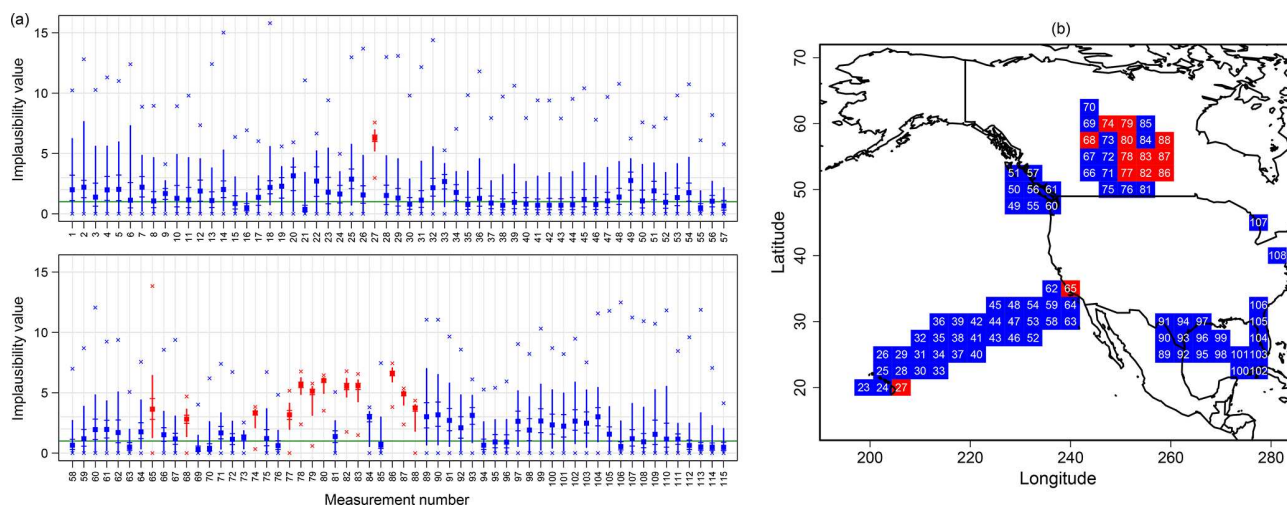 (a)
15
10
5
0
Implausibility value
1 2 3 4 5 6 7 8 9 10 11 12 13 14 15 16 17 18 19 20 21 22 23 24 25 26 27 28 29 30 31 32 33 34 35 36 37 38 39 40 41 42 43 44 45 46 47 48 49 50 51 52 53 54 55 56 57
15
10
5
0
Implausibility value
58 59 60 61 62 63 64 65 66 67 68 69 70 71 72 73 74 75 76 77 78 79 80 81 82 83 84 85 86 87 88 89 90 91 92 93 94 95 96 97 98 99 100 101 102 103 104 105 106 107 108 109 110 111 112 113 114 115
Measurement number
(b)
70
60
50
40
30
20
Latitude
70
69 74 79 85
68 73 80 84 88
67 72 78 83 87
66 71 77 82 86
51 57
50 56 61 75 76 81
49 55 60
107
108
62 65
45 48 54 59 64 106
36 39 42 44 47 53 58 63 91 94 97 105
32 35 38 41 43 46 52 90 93 96 99 104
26 29 31 34 37 40 89 92 95 98 101 103
25 28 30 33 100 102
23 24 27
200 220 240 260 280
Longitude